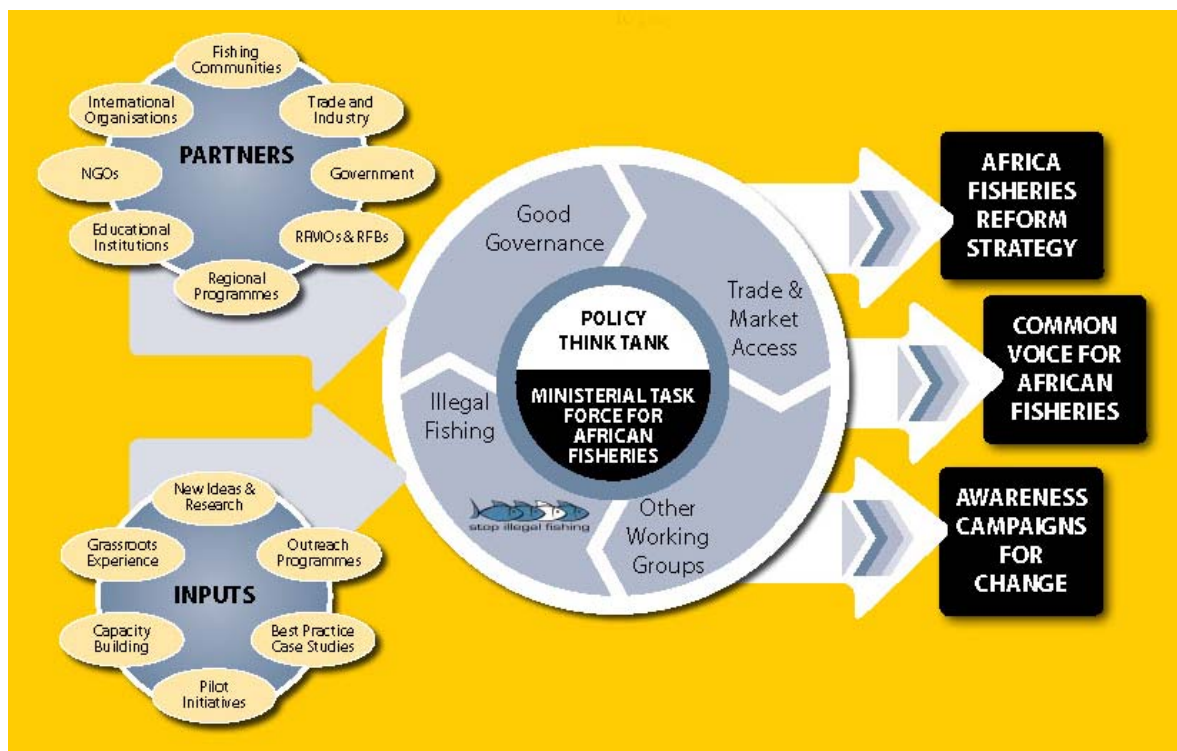 Fishing
Communities
International
Organisations
Trade and
Industry
PARTNERS
NGOs
Government
Educational
Institutions
RFMOs & RFBs
Regional
Programmes
New Ideas &
Research
Grassroots
Experience
Outreach
Programmes
INPUTS
Capacity
Building
Best Practice
Case Studies
Pilot
Initiatives
Good
Governance
Trade &
Market
Access
POLICY
THINK TANK
MINISTERIAL TASK
FORCE FOR
AFRICAN
FISHERIES
Illegal
Fishing
stop illegal fishing
Other
Working
Groups
AFRICA
FISHERIES
REFORM
STRATEGY
COMMON
VOICE FOR
AFRICAN
FISHERIES
AWARENESS
CAMPAIGNS
FOR
CHANGE